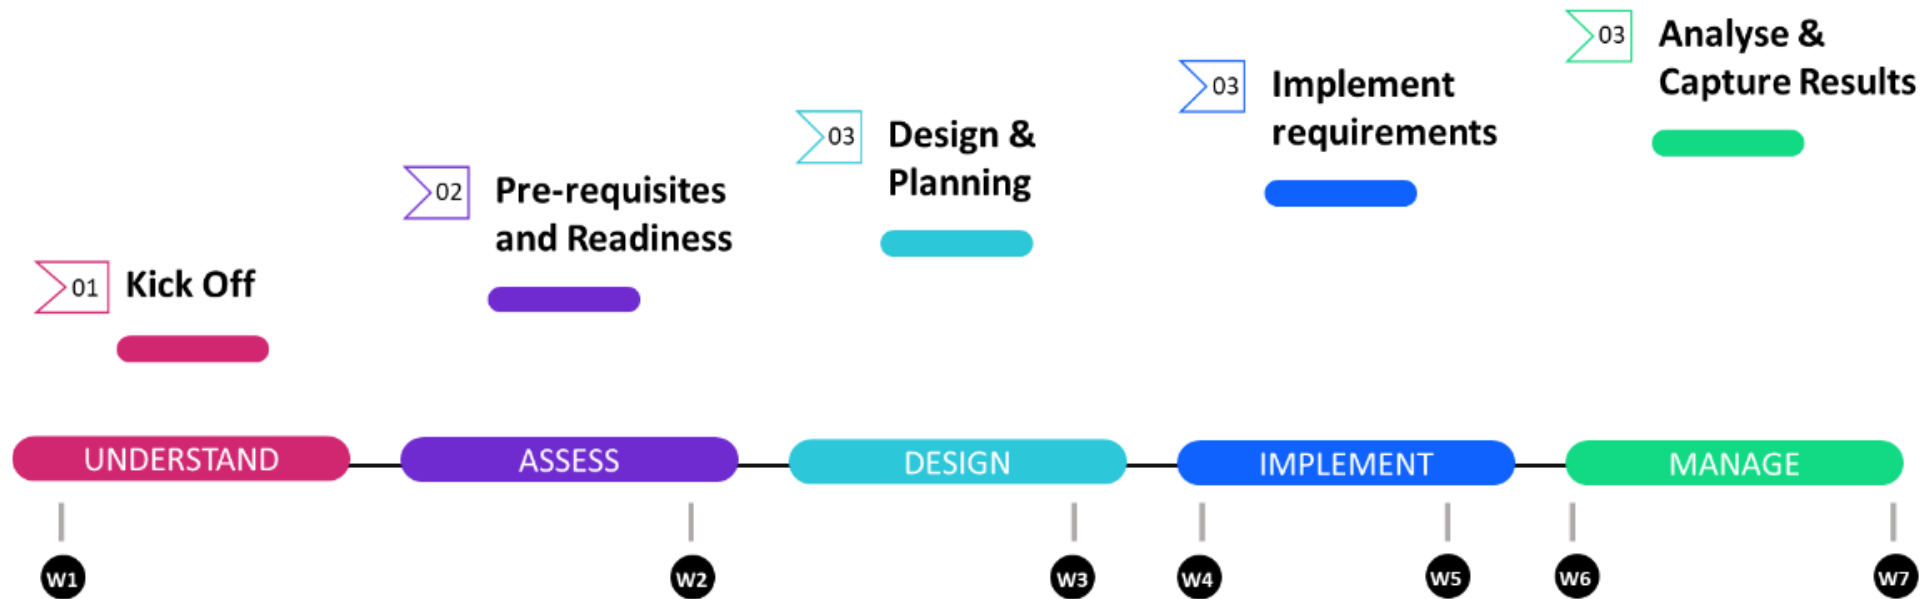 01
Kick Off
02
Pre-requisites
and Readiness
03
Design &
Planning
03
Implement
requirements
03
Analyse &
Capture Results
UNDERSTAND
ASSESS
DESIGN
IMPLEMENT
MANAGE
W1
W2
W3
W4
W5
W6
W7